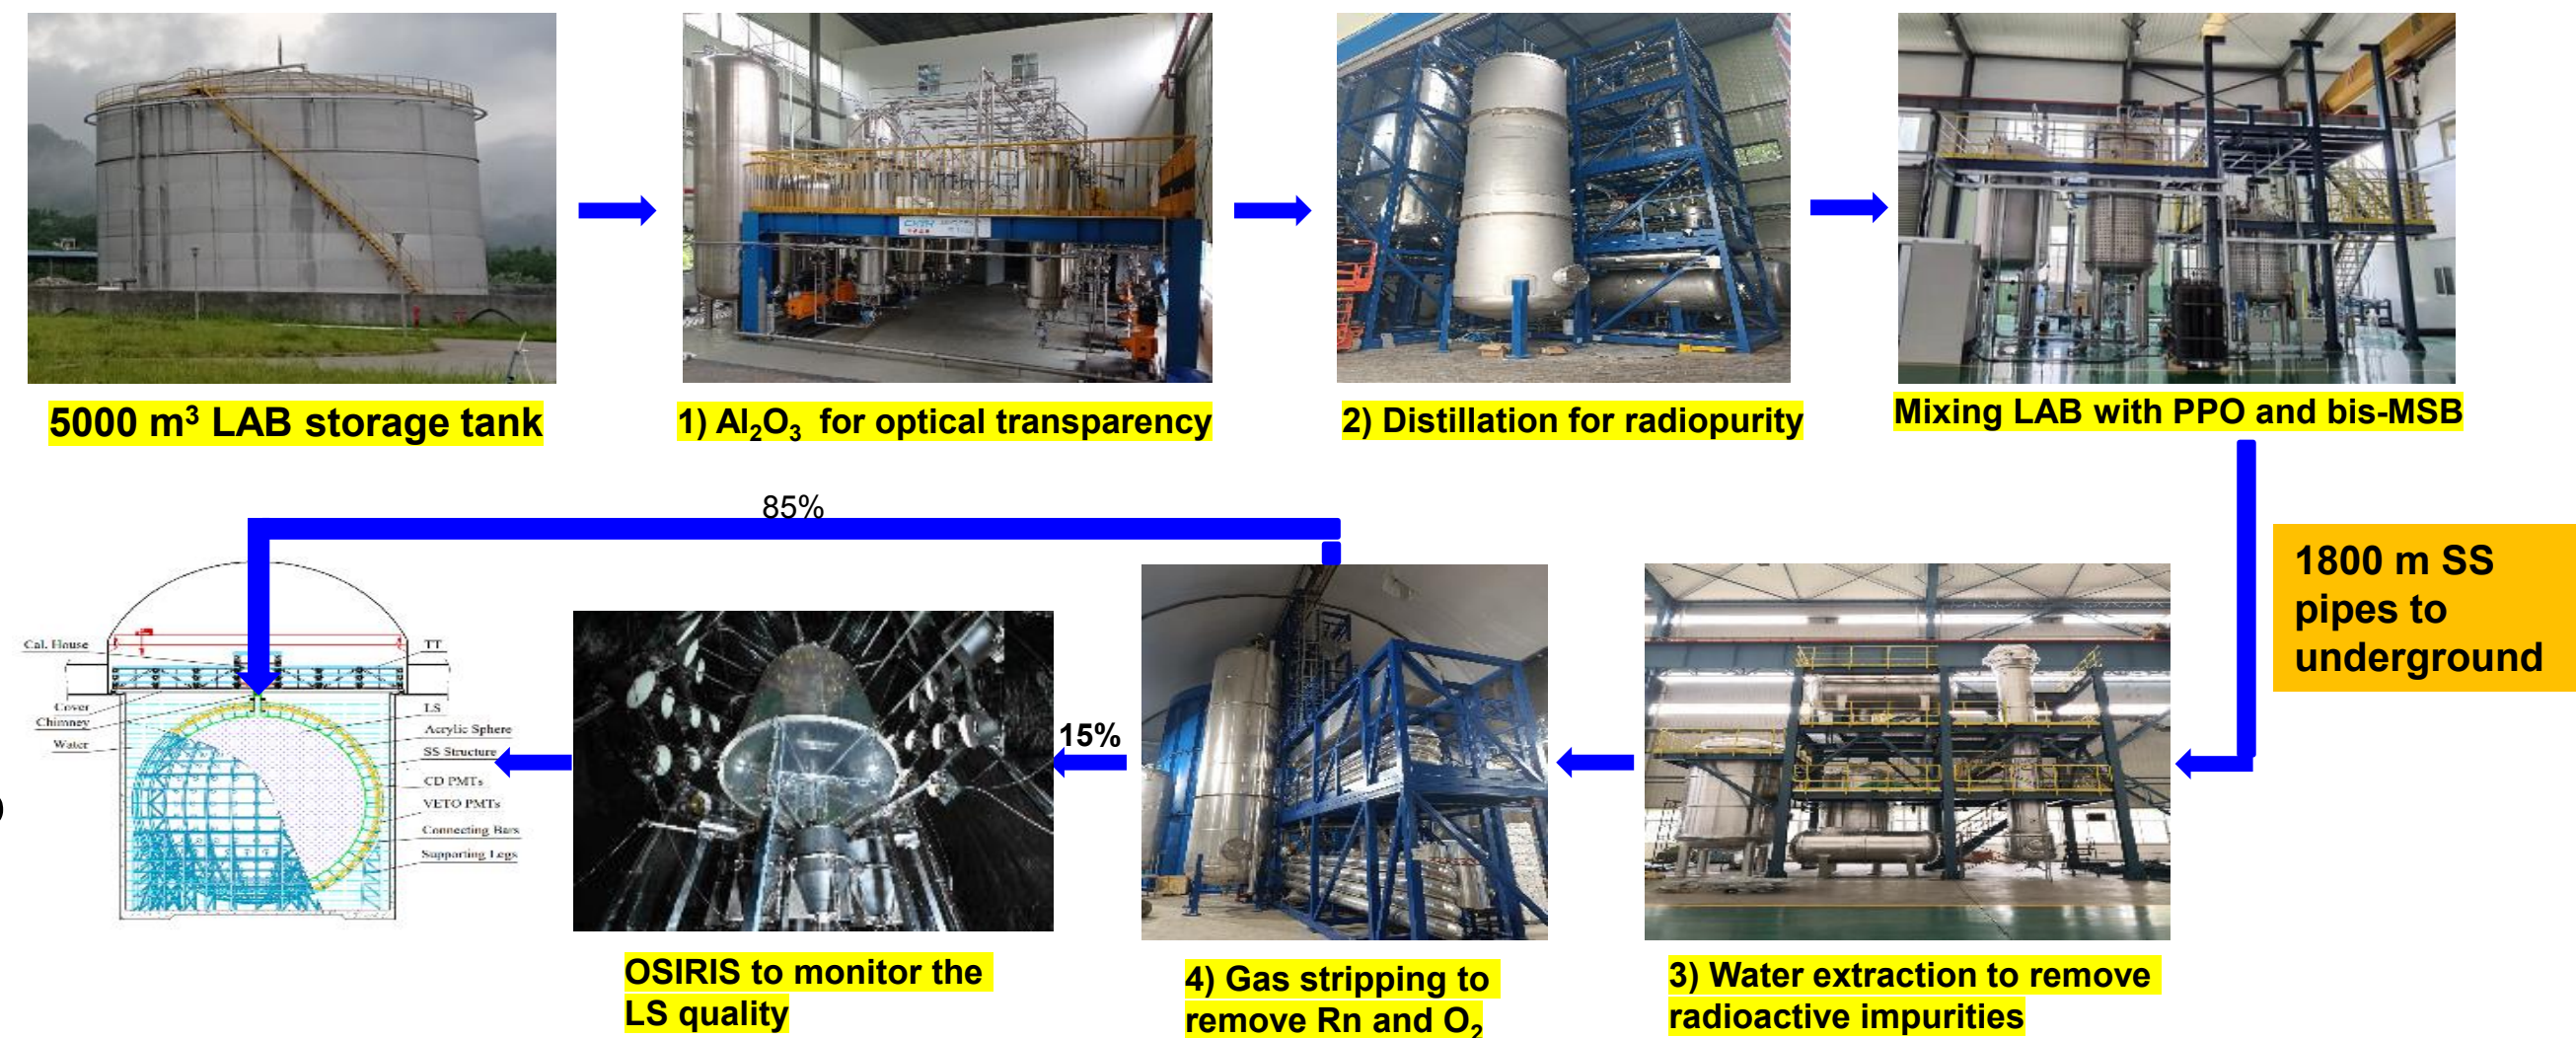 5000 m³ LAB storage tank
1) Al₂O₃ for optical transparency
2) Distillation for radiopurity
Mixing LAB with PPO and bis-MSB
85%
1800 m SS
pipes to
underground
15%
Cal. House
TT
Cover
LS
Chimney
Acrylic Sphere
Water
SS Structure
CD PMTs
VETO PMTs
Connecting Bars
Supporting Legs
)
OSIRIS to monitor the
LS quality
4) Gas stripping to
remove Rn and O₂
3) Water extraction to remove
radioactive impurities